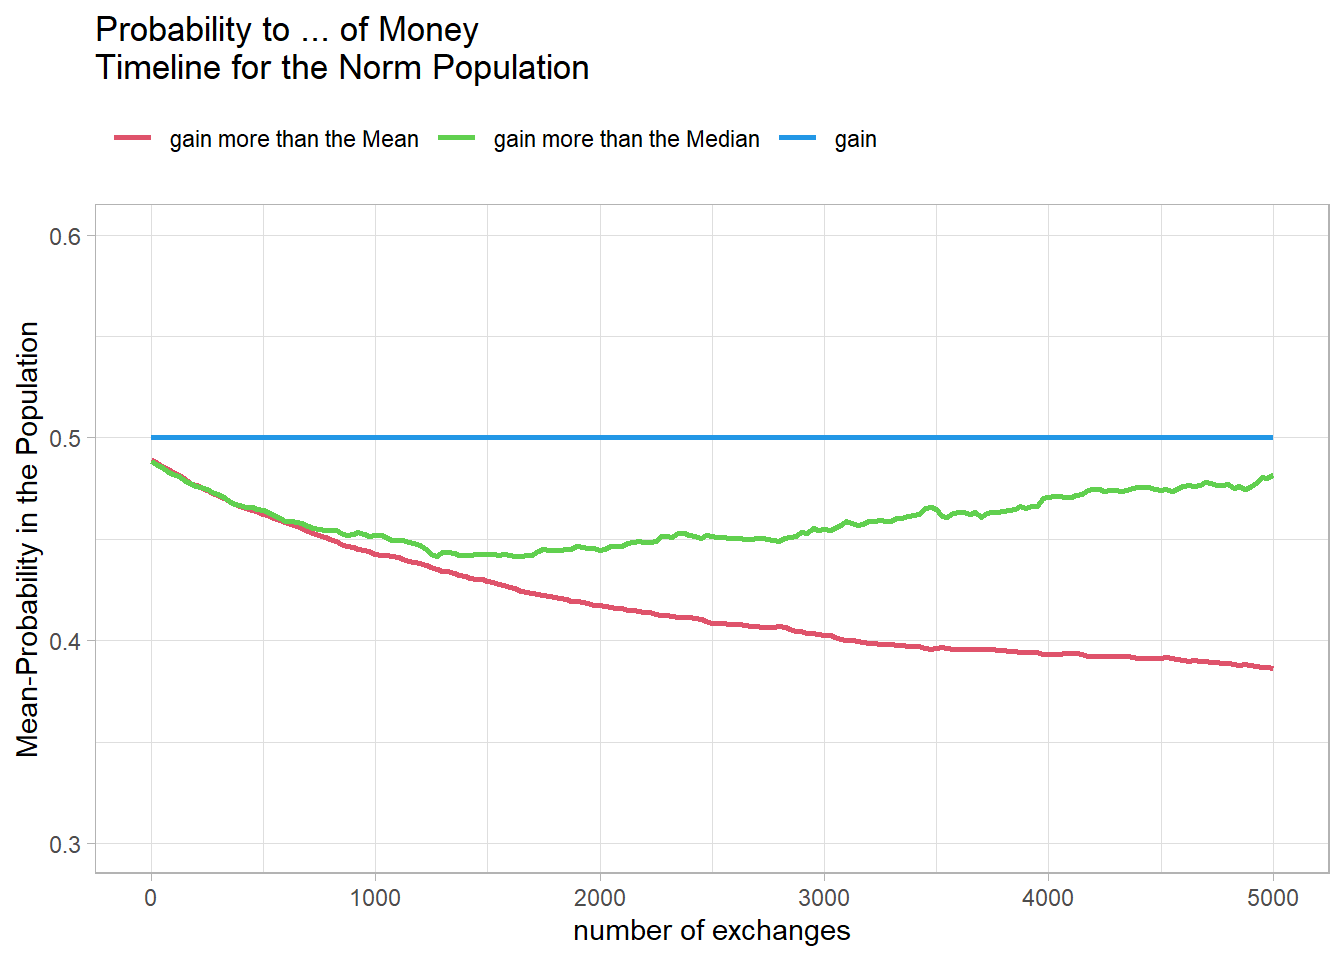 Probability to ... of Money
Timeline for the Norm Population
gain more than the Mean
gain more than the Median
gain
Mean-Probability in the Population
0.6
0.5
0.4
0.3
0
1000
2000
3000
4000
5000
number of exchanges